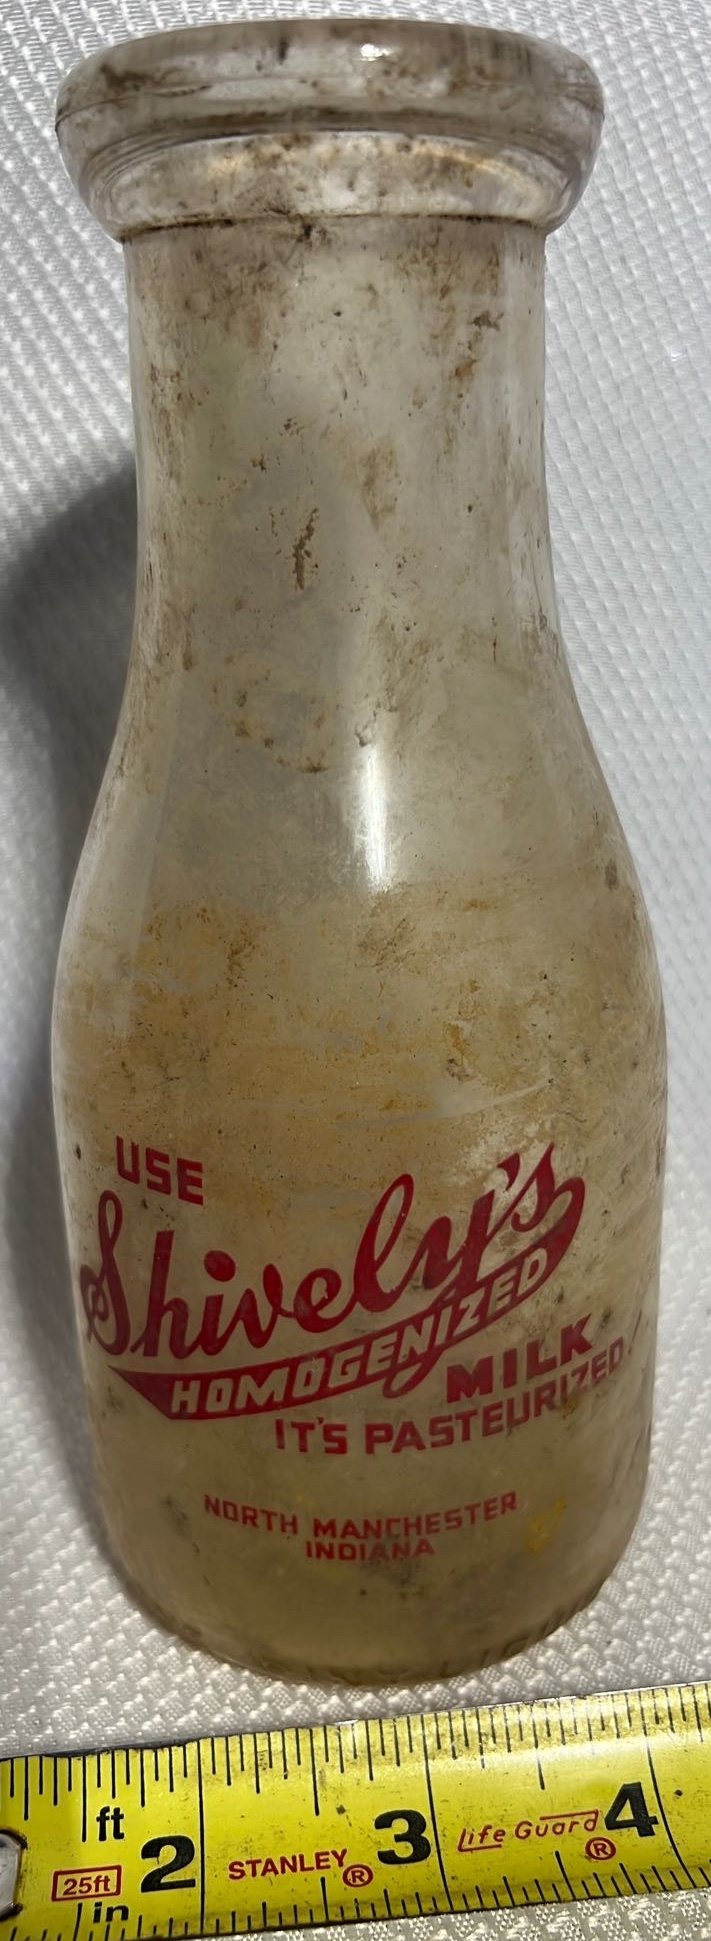 USE
Shively's
HOMOGENIZED
MILK
IT'S PASTEURIZED!
NORTH MANCHESTER
INDIANA
ft
25ft
in
2 STANLEY® 3 Life Guard® 4